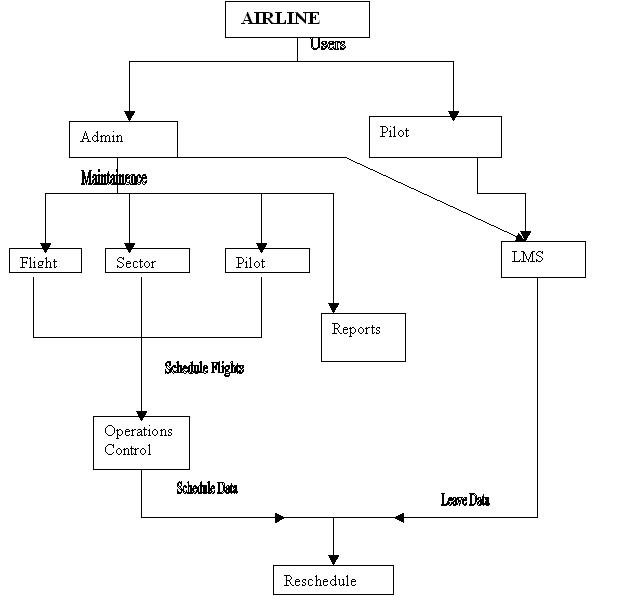 AIRLINE
Users
Admin
Pilot
Maintainence
Flight
Sector
Pilot
LMS
Reports
Schedule Flights
Operations
Control
Schedule Data
Leave Data
Reschedule